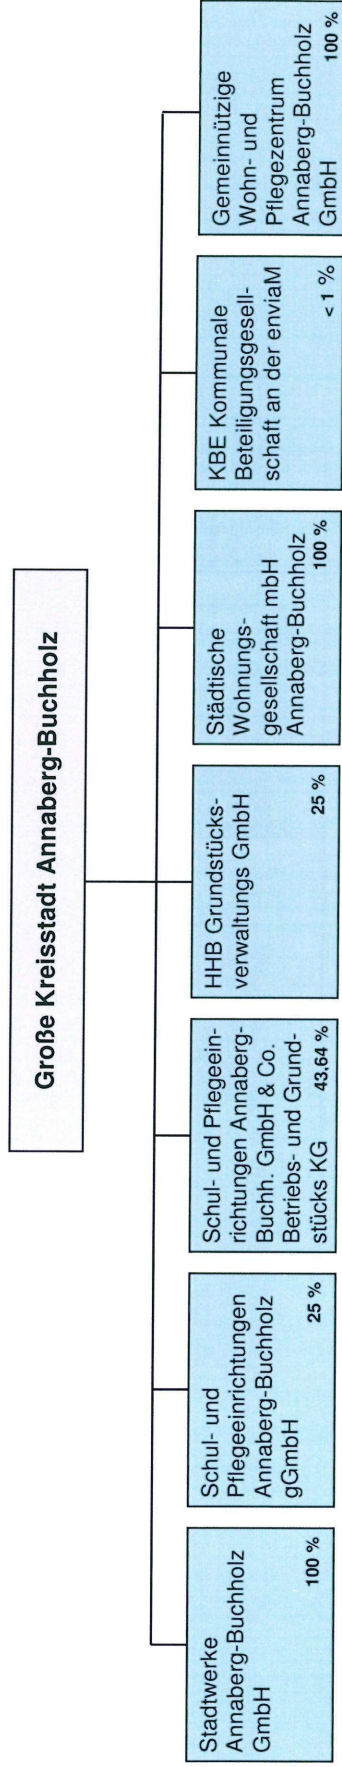 Große Kreisstadt Annaberg-Buchholz
Stadtwerke
Annaberg-Buchholz
GmbH
100 %
Schul- und
Pflegeeinrichtungen
Annaberg-Buchholz
gGmbH
25 %
Schul- und Pflegeein-
richtungen Annaberg-
Buchh. GmbH & Co.
Betriebs- und Grund-
stücks KG 43,64 %
HHB Grundstücks-
verwaltungs GmbH
25 %
Städtische
Wohnungs-
gesellschaft mbH
Annaberg-Buchholz
100 %
KBE Kommunale
Beteiligungsgesell-
schaft an der enviaM
< 1 %
Gemeinnützige
Wohn- und
Pflegezentrum
Annaberg-Buchholz
GmbH 100 %